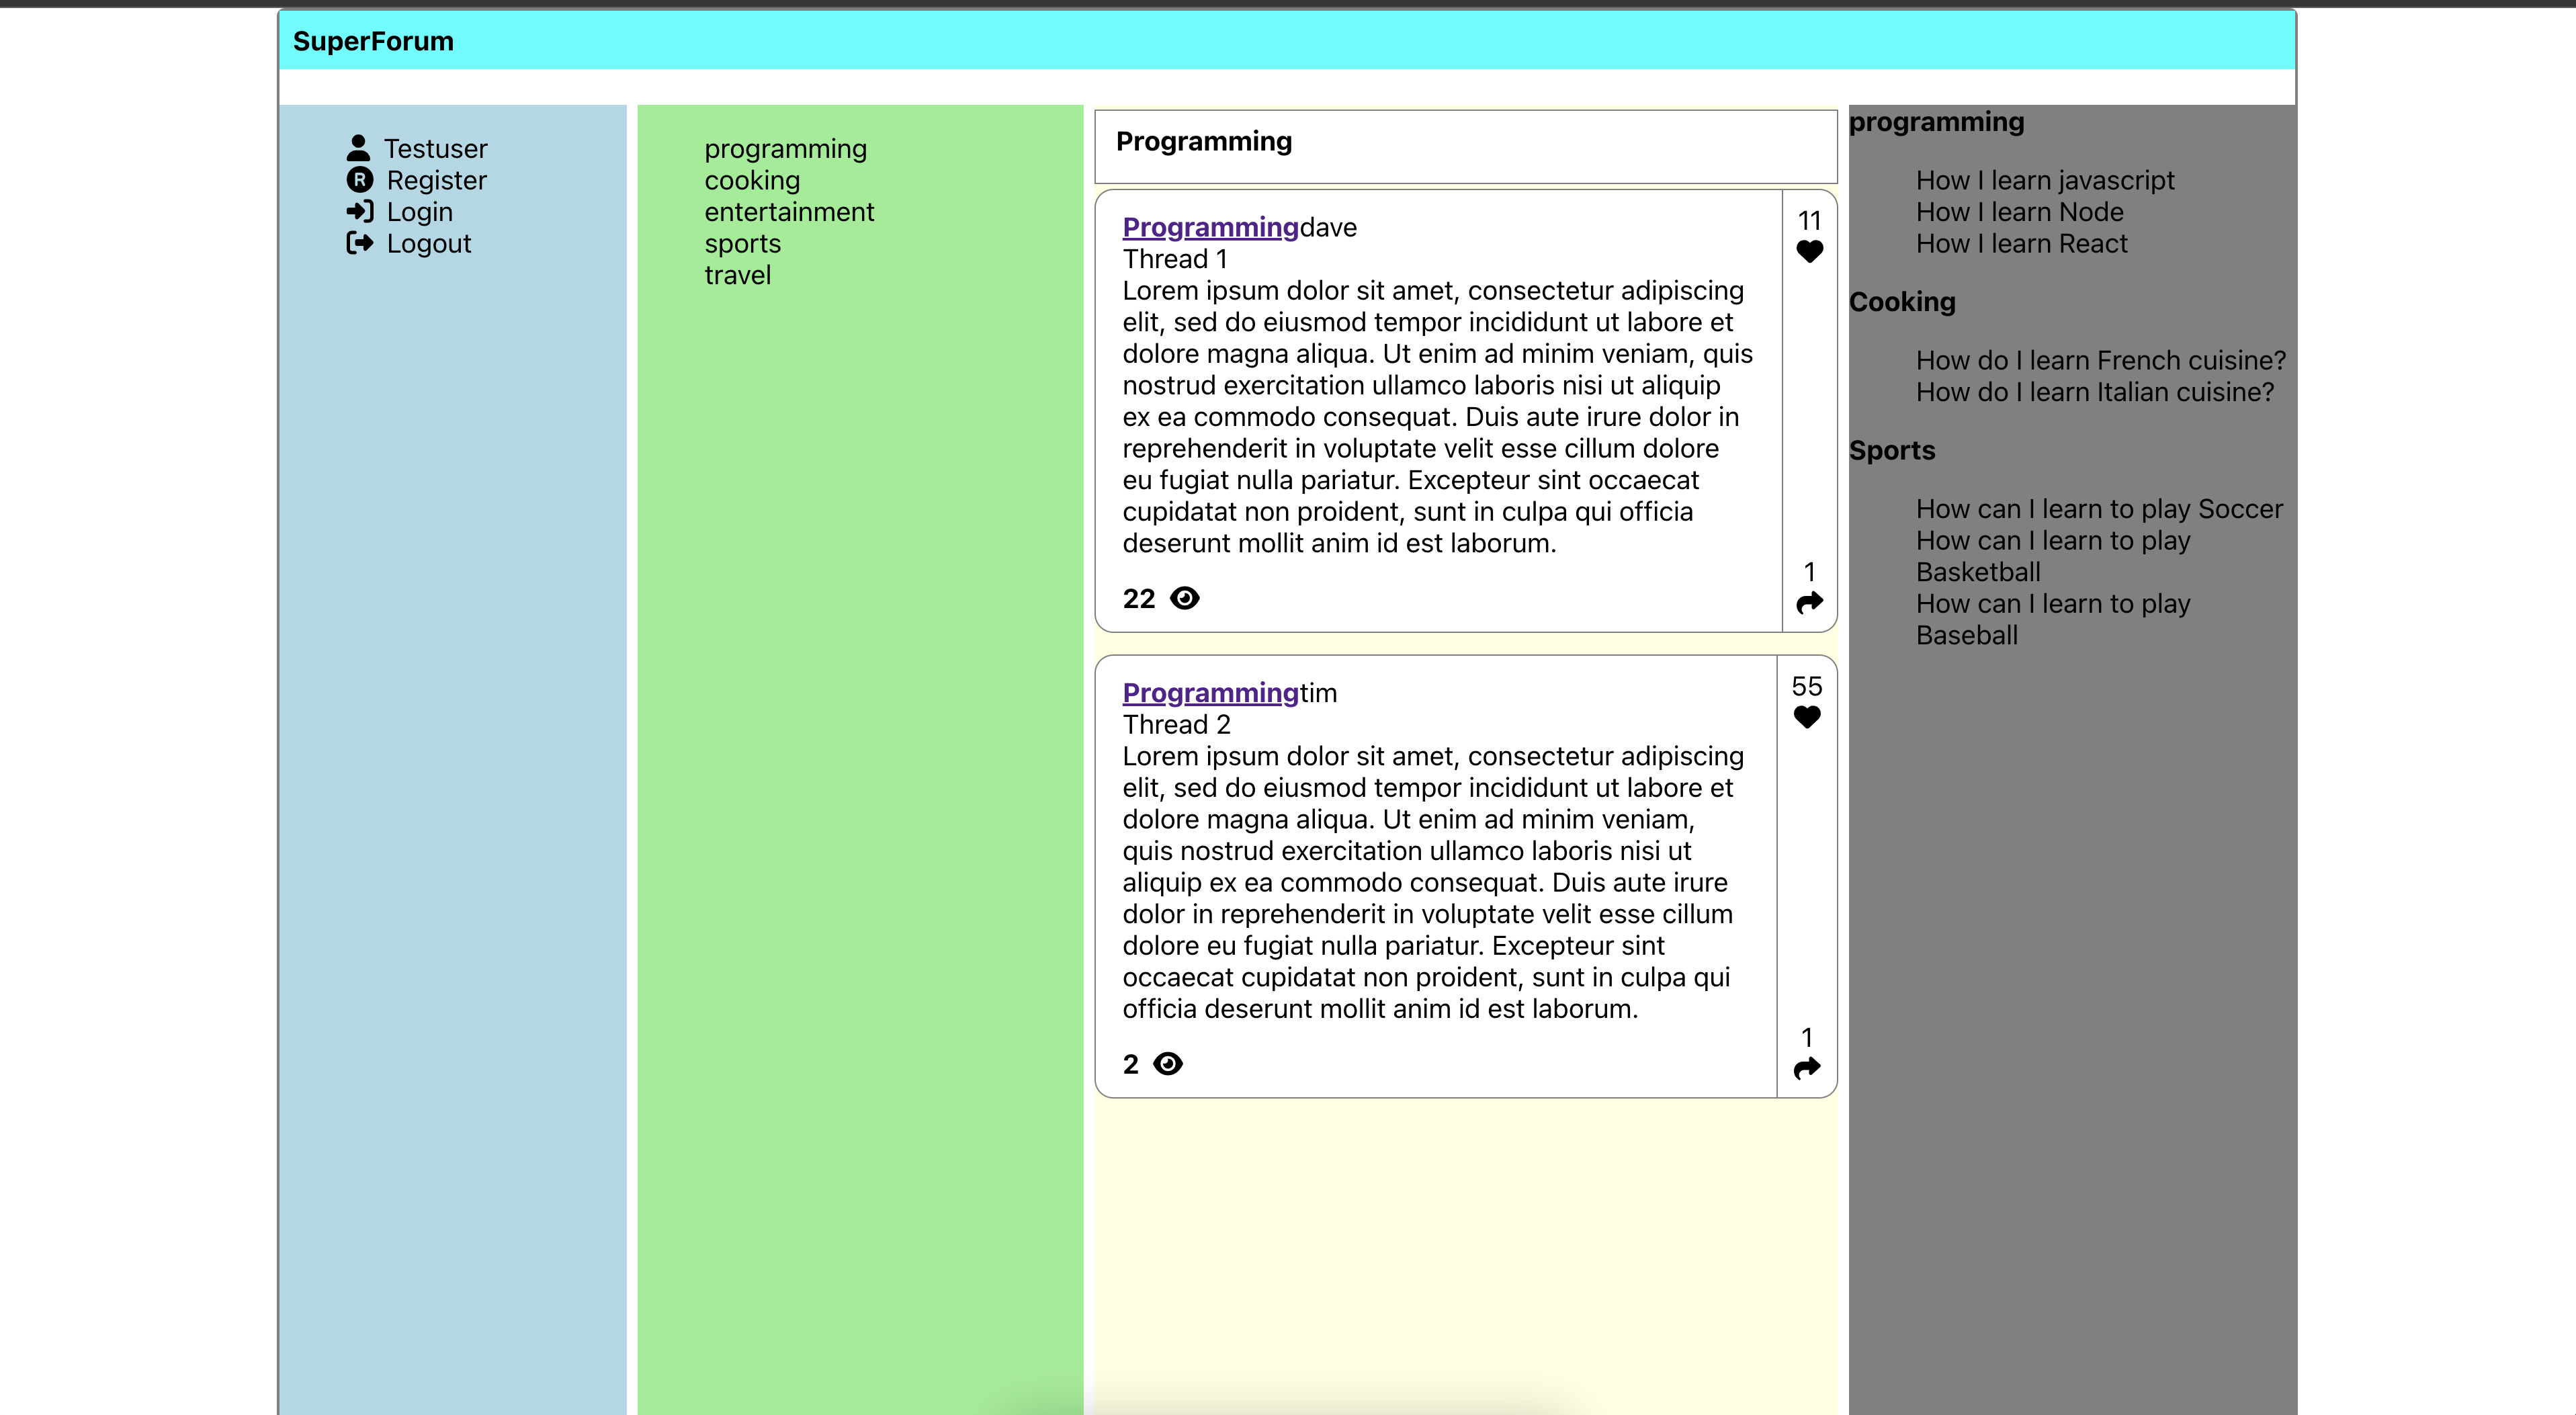 SuperForum
Testuser
Register
Login
Logout
programming
cooking
entertainment
sports
travel
Programming
Programmingdave
Thread 1
Lorem ipsum dolor sit amet, consectetur adipiscing
elit, sed do eiusmod tempor incididunt ut labore et
dolore magna aliqua. Ut enim ad minim veniam, quis
nostrud exercitation ullamco laboris nisi ut aliquip
ex ea commodo consequat. Duis aute irure dolor in
reprehenderit in voluptate velit esse cillum dolore
eu fugiat nulla pariatur. Excepteur sint occaecat
cupidatat non proident, sunt in culpa qui officia
deserunt mollit anim id est laborum.
22
11
1
Programmingtim
Thread 2
Lorem ipsum dolor sit amet, consectetur adipiscing
elit, sed do eiusmod tempor incididunt ut labore et
dolore magna aliqua. Ut enim ad minim veniam,
quis nostrud exercitation ullamco laboris nisi ut
aliquip ex ea commodo consequat. Duis aute irure
dolor in reprehenderit in voluptate velit esse cillum
dolore eu fugiat nulla pariatur. Excepteur sint
occaecat cupidatat non proident, sunt in culpa qui
officia deserunt mollit anim id est laborum.
2
55
1
programming
How I learn javascript
How I learn Node
How I learn React
Cooking
How do I learn French cuisine?
How do I learn Italian cuisine?
Sports
How can I learn to play Soccer
How can I learn to play
Basketball
How can I learn to play
Baseball